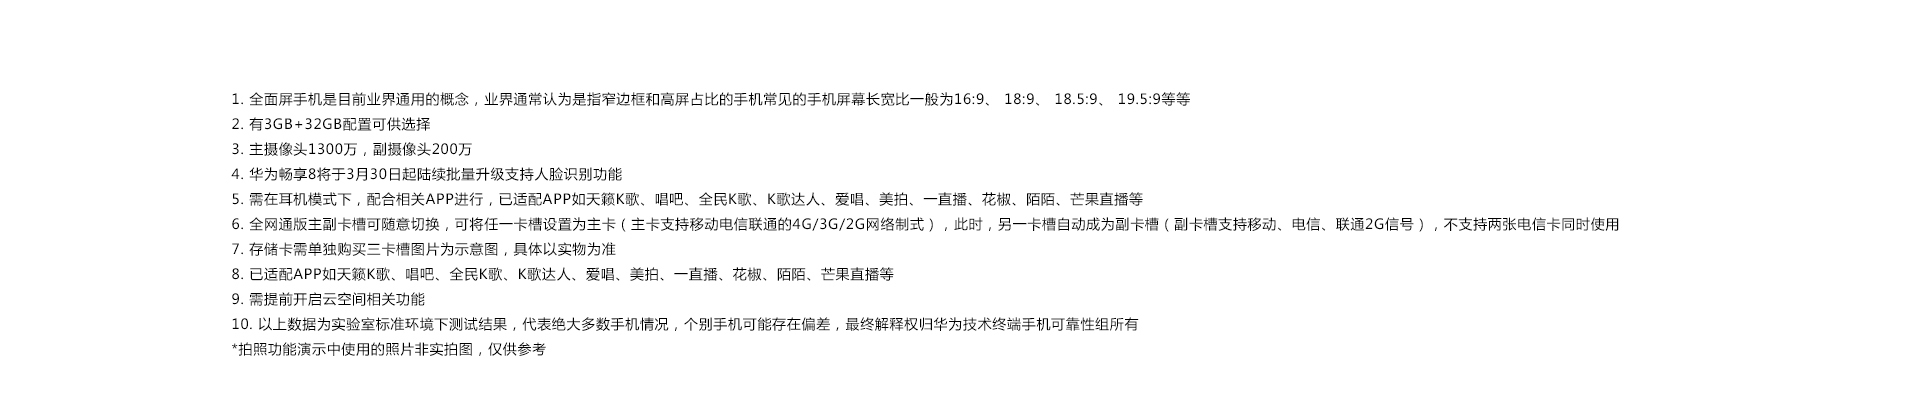 1. 全面屏手机是目前业界通用的概念，业界通常认为是指窄边框和高屏占比的手机常见的手机屏幕长宽比一般为16:9、 18:9、 18.5:9、 19.5:9等等
2. 有3GB+32GB配置可供选择
3. 主摄像头1300万，副摄像头200万
4. 华为畅享8将于3月30日起陆续批量升级支持人脸识别功能
5. 需在耳机模式下，配合相关APP进行，已适配APP如天籁K歌、唱吧、全民K歌、K歌达人、爱唱、美拍、一直播、花椒、陌陌、芒果直播等
6. 全网通版主副卡槽可随意切换，可将任一卡槽设置为主卡（主卡支持移动电信联通的4G/3G/2G网络制式），此时，另一卡槽自动成为副卡槽（副卡槽支持移动、电信、联通2G信号），不支持两张电信卡同时使用
7. 存储卡需单独购买三卡槽图片为示意图，具体以实物为准
8. 已适配APP如天籁K歌、唱吧、全民K歌、K歌达人、爱唱、美拍、一直播、花椒、陌陌、芒果直播等
9. 需提前开启云空间相关功能
10. 以上数据为实验室标准环境下测试结果，代表绝大多数手机情况，个别手机可能存在偏差，最终解释权归华为技术终端手机可靠性组所有
*拍照功能演示中使用的照片非实拍图，仅供参考